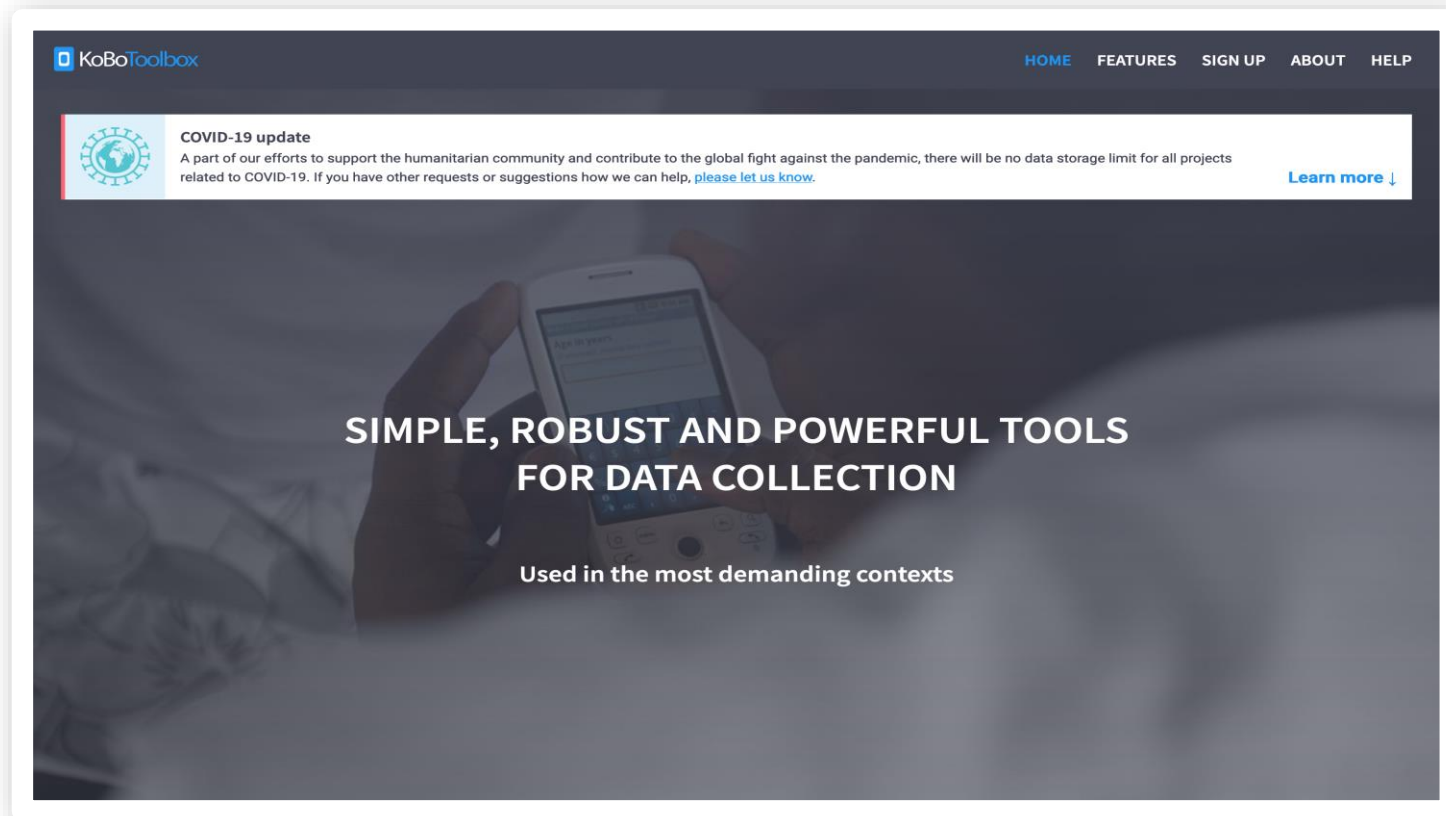 KoBoToolbox
HOME FEATURES SIGN UP ABOUT HELP
COVID-19 update
A part of our efforts to support the humanitarian community and contribute to the global fight against the pandemic, there will be no data storage limit for all projects
related to COVID-19. If you have other requests or suggestions how we can help, please let us know.
Learn more ↓
Age in years
SIMPLE, ROBUST AND POWERFUL TOOLS
FOR DATA COLLECTION
Used in the most demanding contexts